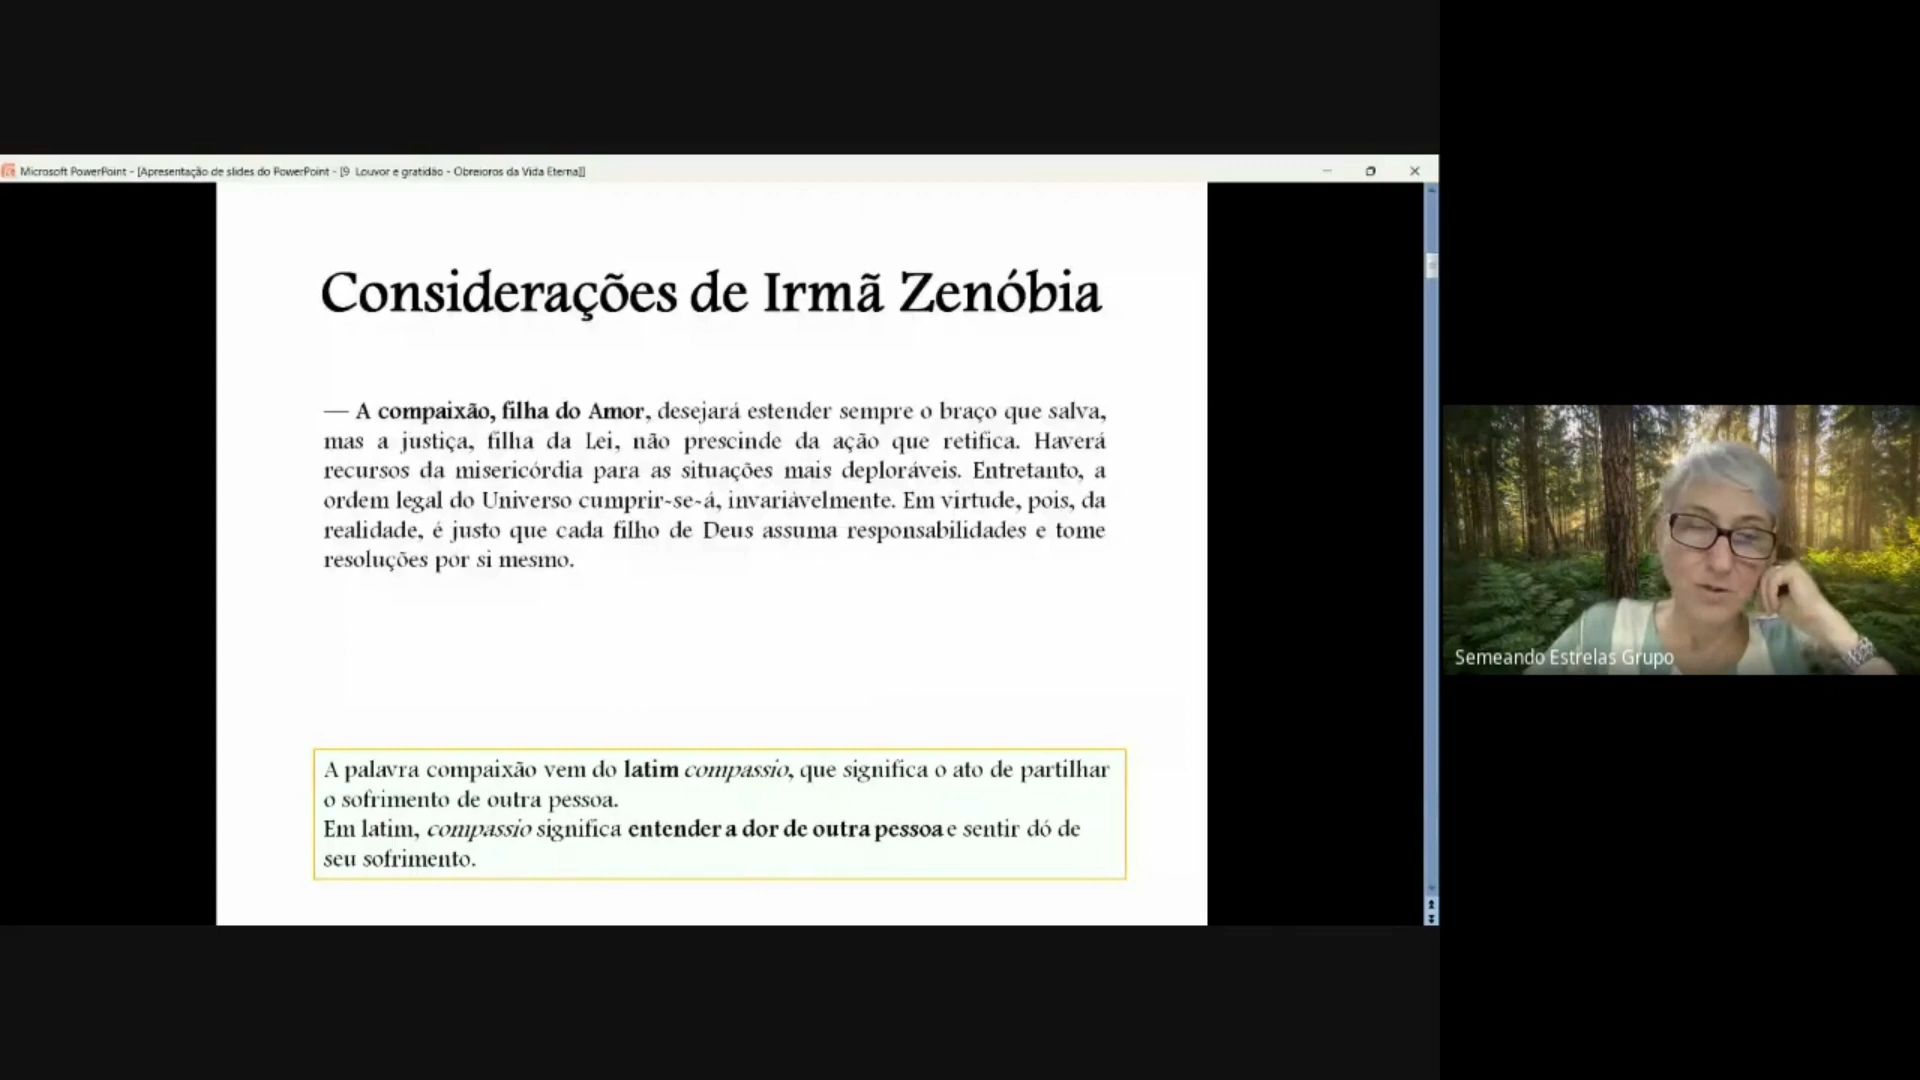 Microsoft PowerPoint - [Apresentação de slides do PowerPoint - [9 Louvor e gratidão - Obreiros da Vida Eterna]]
Considerações de Irmã Zenóbia
— A compaixão, filha do Amor, desejará estender sempre o braço que salva,
mas a justiça, filha da Lei, não prescinde da ação que retifica. Haverá
recursos da misericórdia para as situações mais deploráveis. Entretanto, a
ordem legal do Universo cumprir-se-á, invariàvelmente. Em virtude, pois, da
realidade, é justo que cada filho de Deus assuma responsabilidades e tome
resoluções por si mesmo.
A palavra compaixão vem do latim compassio, que significa o ato de partilhar
o sofrimento de outra pessoa.
Em latim, compassio significa entender a dor de outra pessoa e sentir dó de
seu sofrimento.
Semeando Estrelas Grupo